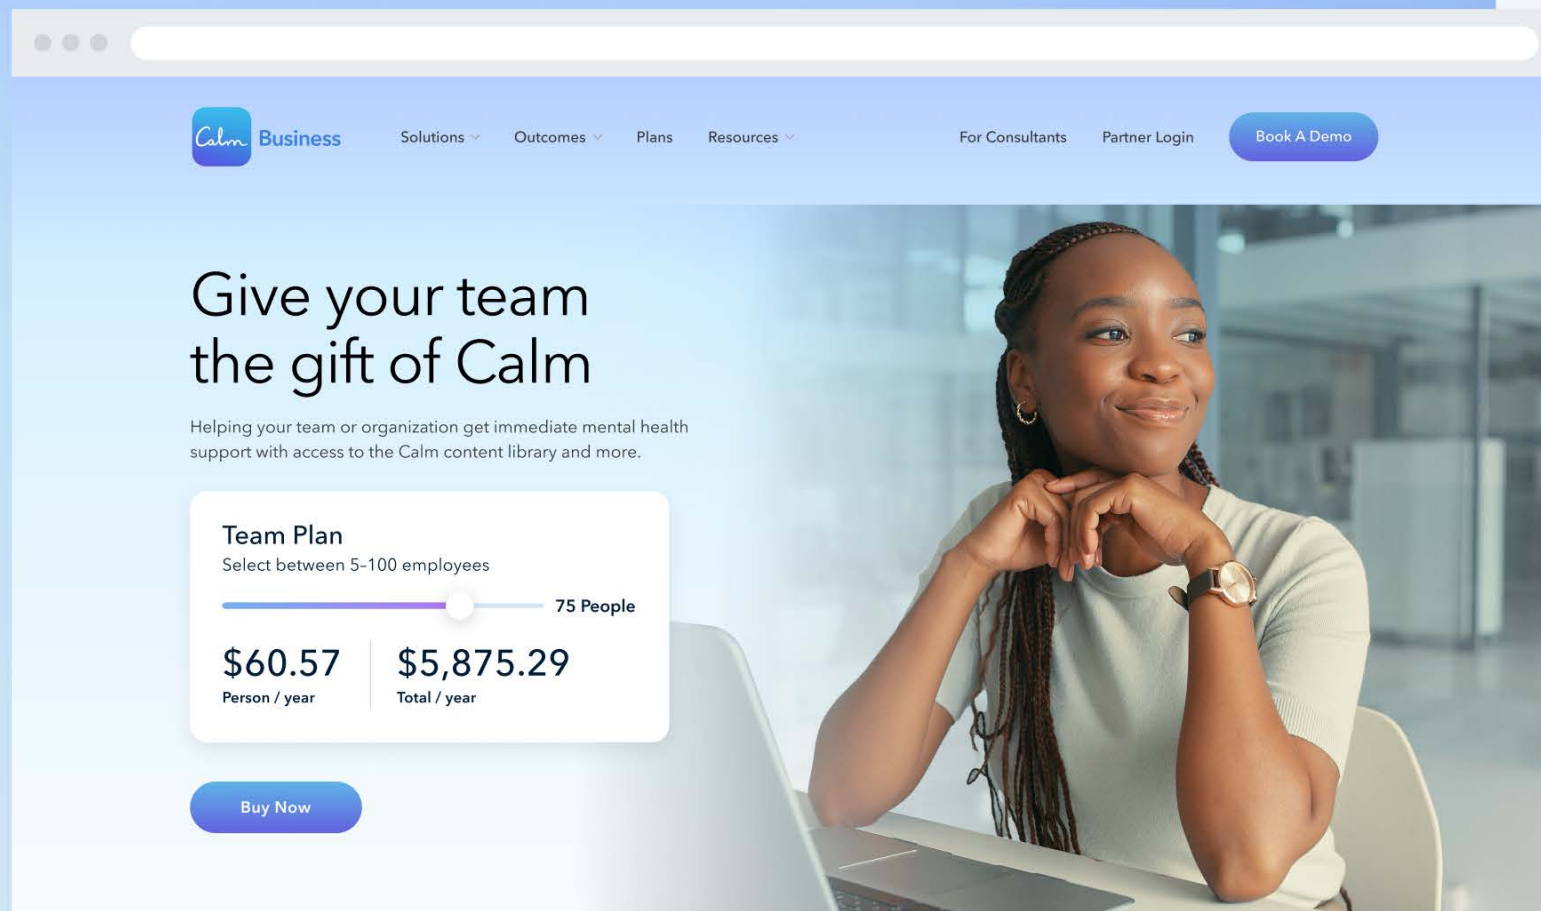 Calm Business
Solutions
Outcomes
Plans
Resources
For Consultants
Partner Login
Book A Demo
Give your team
the gift of Calm
Helping your team or organization get immediate mental health
support with access to the Calm content library and more.
Team Plan
Select between 5–100 employees
75 People
$60.57
Person / year
$5,875.29
Total / year
Buy Now